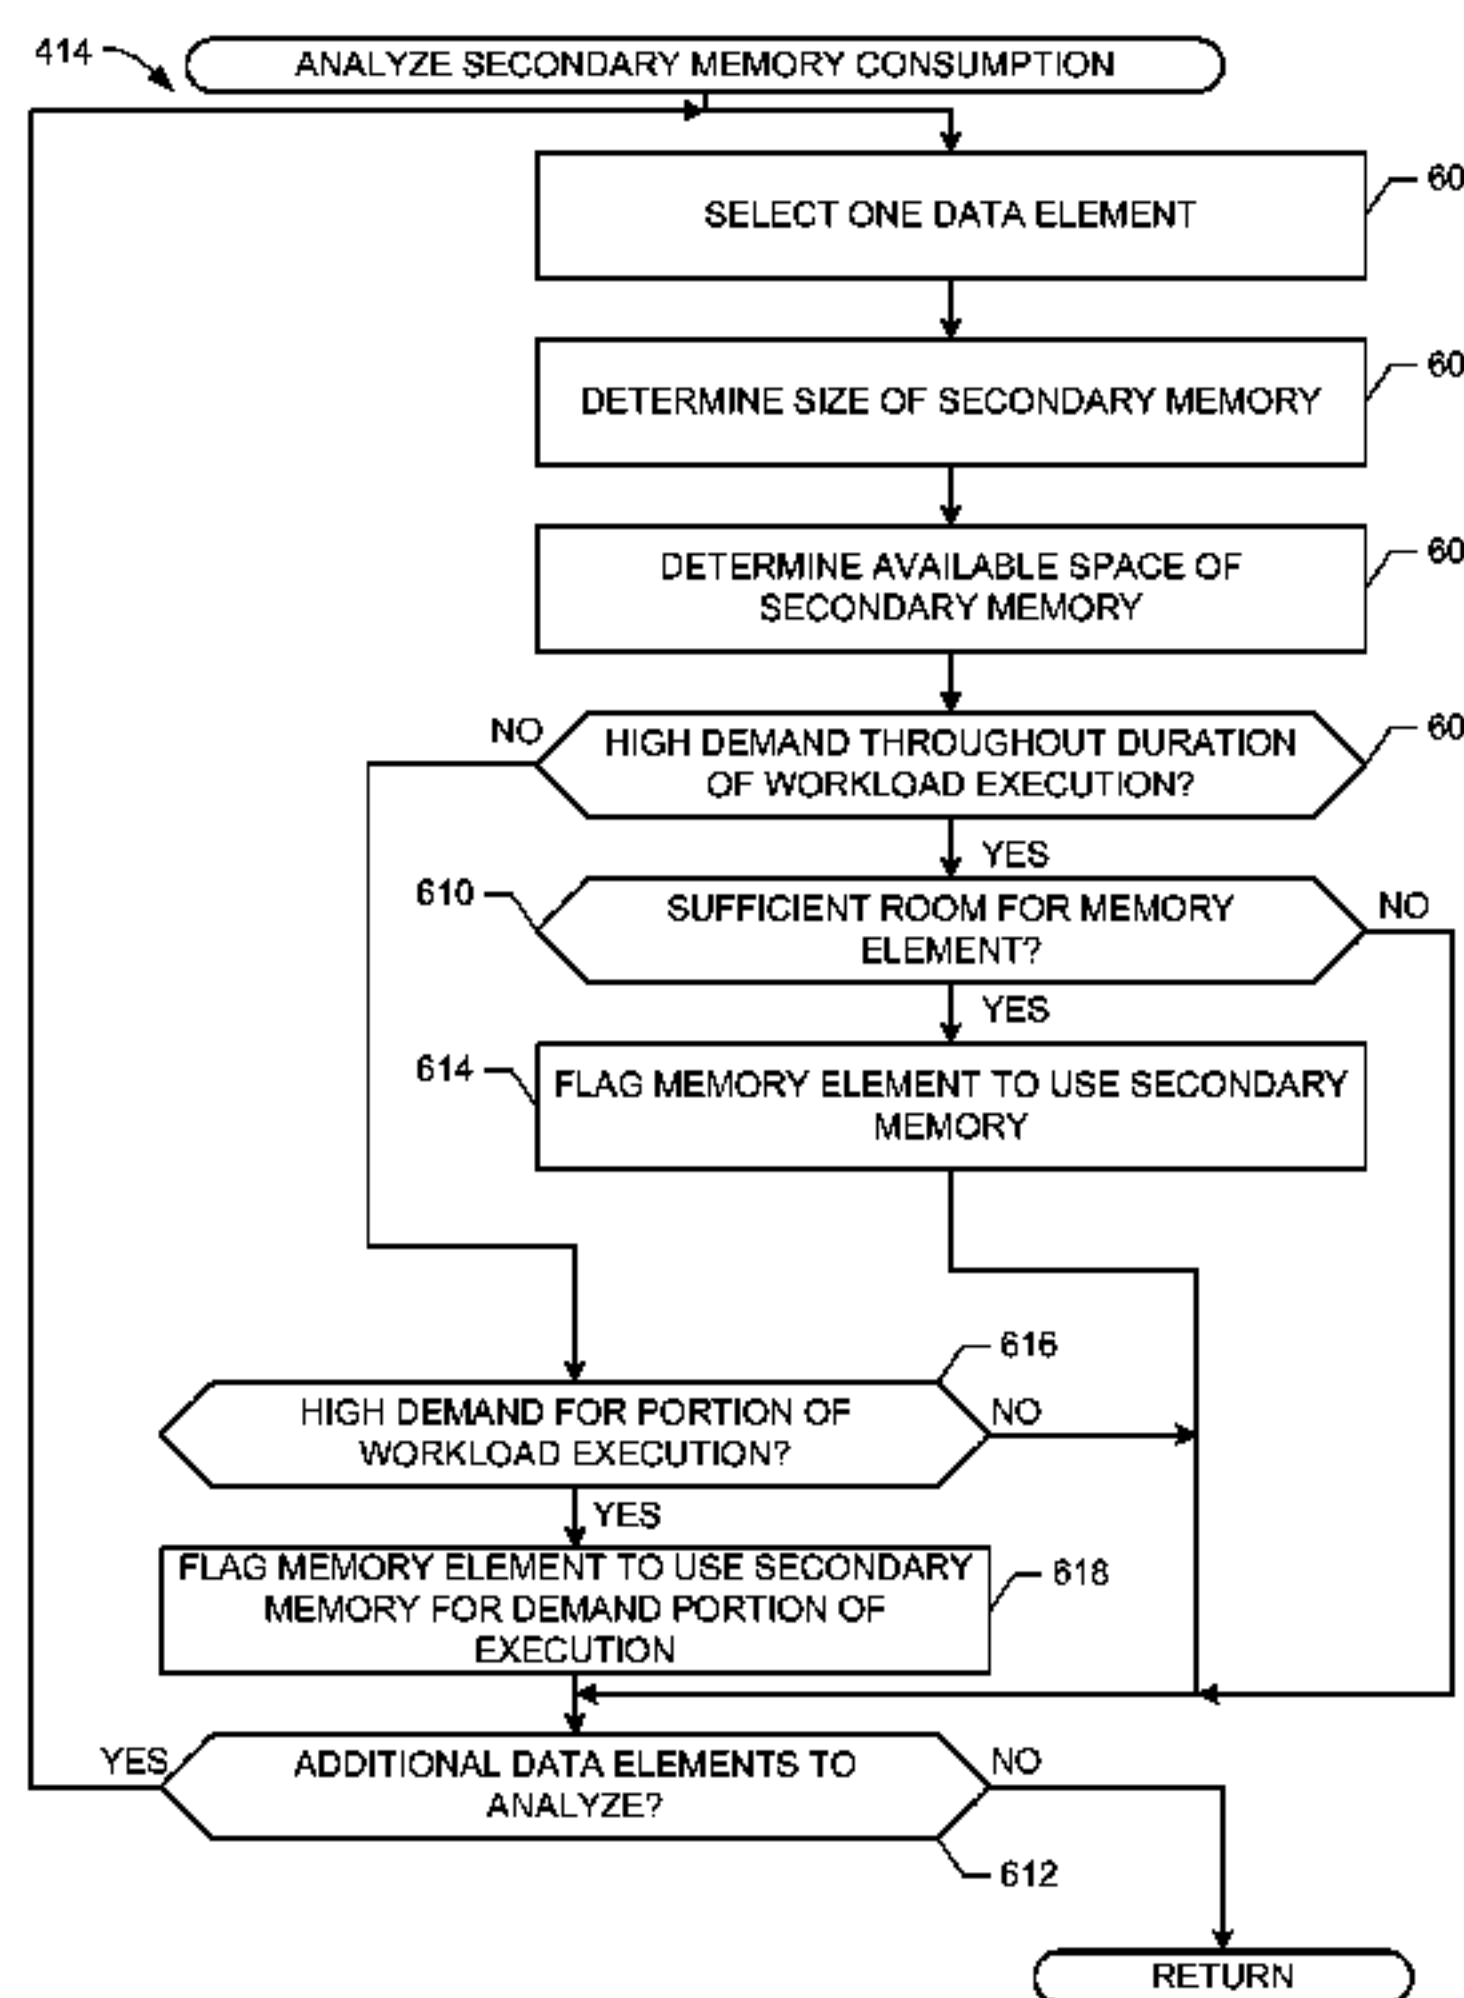 414
ANALYZE SECONDARY MEMORY CONSUMPTION
60
SELECT ONE DATA ELEMENT
60
DETERMINE SIZE OF SECONDARY MEMORY
60
DETERMINE AVAILABLE SPACE OF
SECONDARY MEMORY
60
NO
HIGH DEMAND THROUGHOUT DURATION
OF WORKLOAD EXECUTION?
YES
610
SUFFICIENT ROOM FOR MEMORY
ELEMENT?
NO
YES
614
FLAG MEMORY ELEMENT TO USE SECONDARY
MEMORY
616
HIGH DEMAND FOR PORTION OF
WORKLOAD EXECUTION?
NO
YES
FLAG MEMORY ELEMENT TO USE SECONDARY
MEMORY FOR DEMAND PORTION OF
EXECUTION
618
YES
ADDITIONAL DATA ELEMENTS TO
ANALYZE?
NO
612
RETURN